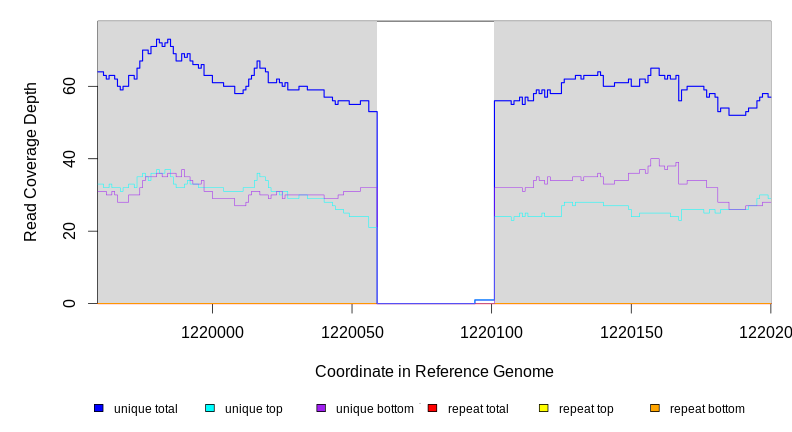 Read Coverage Depth
60
40
20
0
1220000 1220050 1220100 1220150 122020
Coordinate in Reference Genome
unique total unique top unique bottom repeat total repeat top repeat bottom